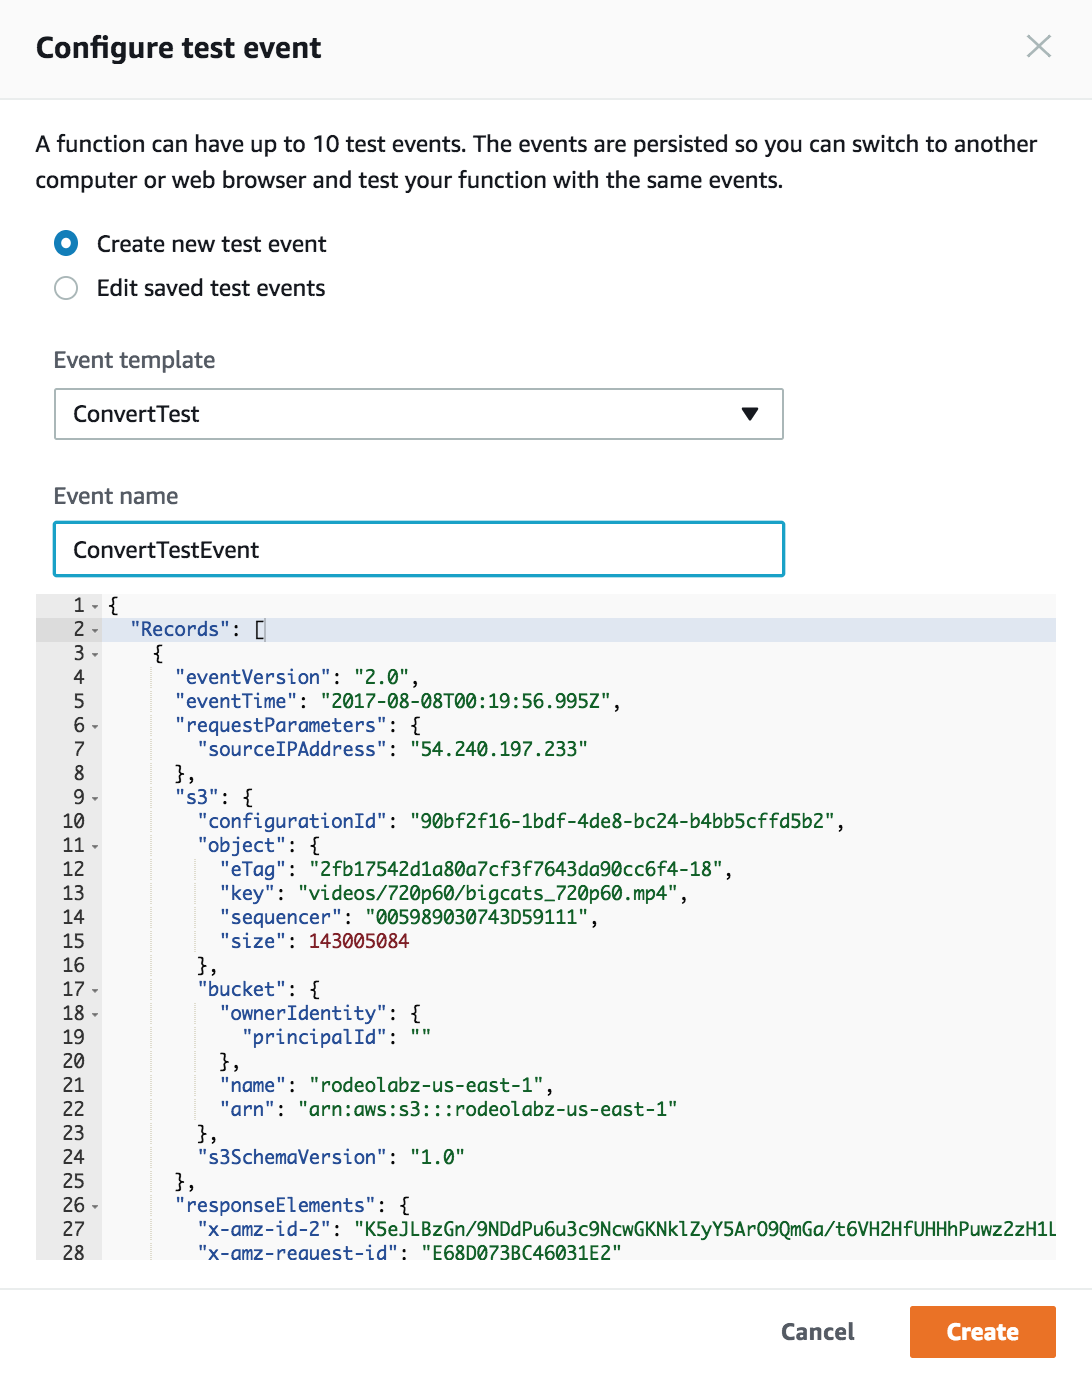 Configure test event
A function can have up to 10 test events. The events are persisted so you can switch to another
computer or web browser and test your function with the same events.
Create new test event
Edit saved test events
Event template
ConvertTest
Event name
ConvertTestEvent
1 {
2 "Records": [
3 {
4 "eventVersion": "2.0",
5 "eventTime": "2017-08-08T00:19:56.995Z",
6 "requestParameters": {
7 "sourceIPAddress": "54.240.197.233"
8 },
9 "s3": {
10 "configurationId": "90bf2f16-1bdf-4de8-bc24-b4bb5cffd5b2",
11 "object": {
12 "eTag": "2fb17542d1a80a7cf3f7643da90cc6f4-18",
13 "key": "videos/720p60/bigcats_720p60.mp4",
14 "sequencer": "005989030743D59111",
15 "size": 143005084
16 },
17 "bucket": {
18 "ownerIdentity": {
19 "principalId": ""
20 },
21 "name": "rodeolabz-us-east-1",
22 "arn": "arn:aws:s3:::rodeolabz-us-east-1"
23 },
24 "s3SchemaVersion": "1.0"
25 },
26 "responseElements": {
27 "x-amz-id-2": "K5eJLBzGn/9NDdPu6u3c9NcwGKNklZyY5ArO9QmGa/t6VH2HfUHHhPuwz2zH1L
28 "x-amz-request-id": "E68D073BC46031E2"
Cancel
Create